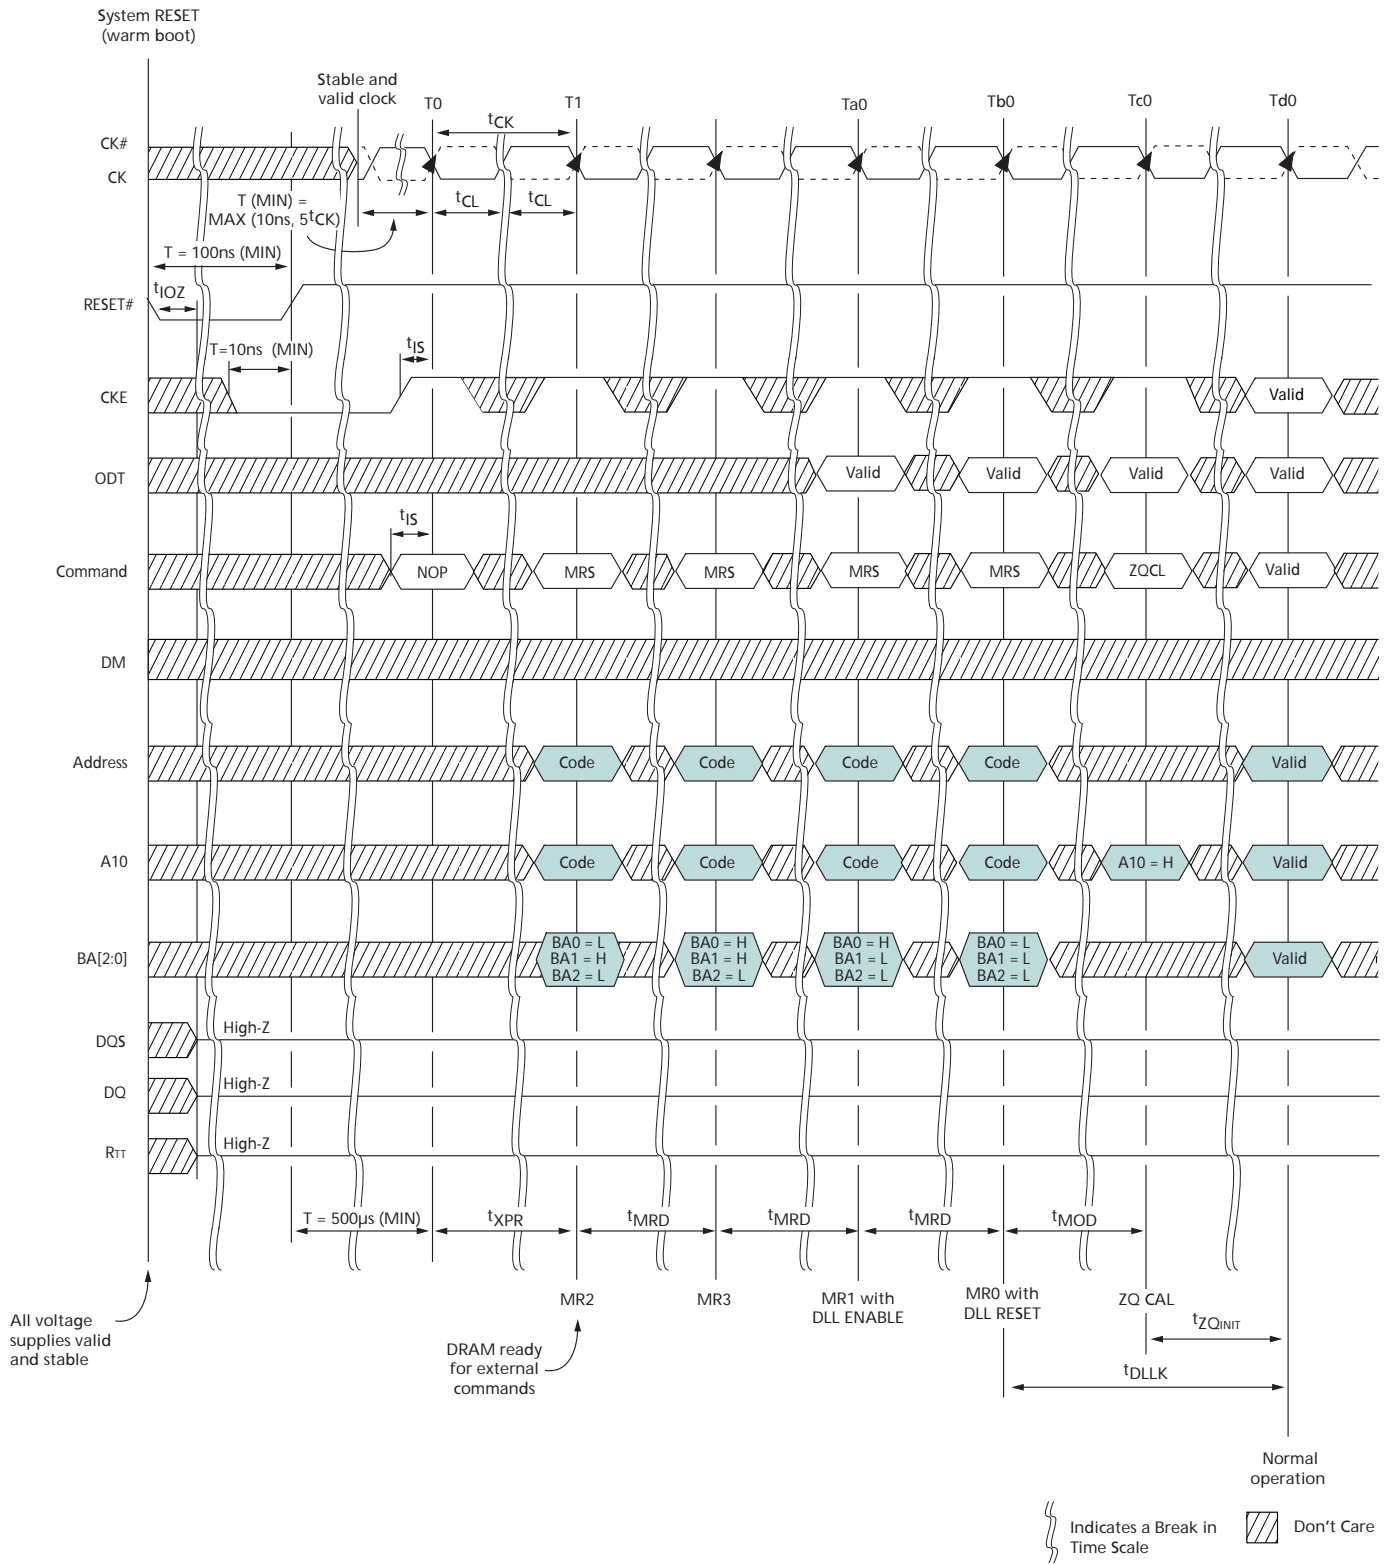 System RESET
(warm boot)
Stable and
valid clock
T0
T1
Ta0
Tb0
Tc0
Td0
tCK
CK#
CK
T (MIN) =
MAX (10ns, 5tCK)
tCL
tCL
T = 100ns (MIN)
tIOZ
RESET#
T=10ns (MIN)
tIS
CKE
Valid
ODT
Valid
Valid
Valid
Valid
tIS
Command
NOP
MRS
MRS
MRS
MRS
ZQCL
Valid
DM
Address
Code
Code
Code
Code
Valid
A10
Code
Code
Code
Code
A10 = H
Valid
BA[2:0]
BA0 = L
BA1 = H
BA2 = L
BA0 = H
BA1 = H
BA2 = L
BA0 = H
BA1 = L
BA2 = L
BA0 = L
BA1 = L
BA2 = L
Valid
DQS
High-Z
DQ
High-Z
RTT
High-Z
T = 500μs (MIN)
tXPR
tMRD
tMRD
tMRD
tMOD
MR2
MR3
MR1 with
DLL ENABLE
MR0 with
DLL RESET
ZQ CAL
tZQINIT
All voltage
supplies valid
and stable
DRAM ready
for external
commands
tDLLK
Normal
operation
Indicates a Break in
Time Scale
Don't Care